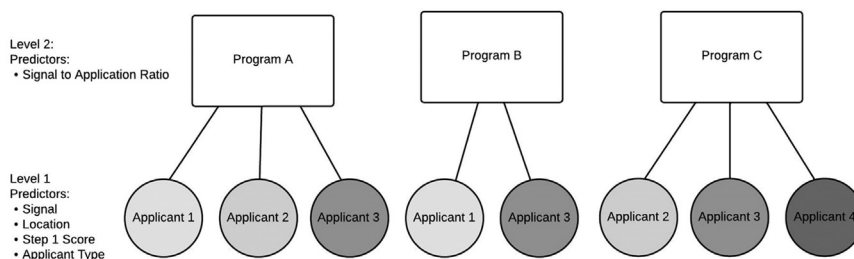 Level 2:
Predictors:
• Signal to Application Ratio
Program A
Program B
Program C
Level 1
Predictors:
• Signal
• Location
• Step 1 Score
• Applicant Type
Applicant 1
Applicant 2
Applicant 3
Applicant 1
Applicant 3
Applicant 2
Applicant 3
Applicant 4